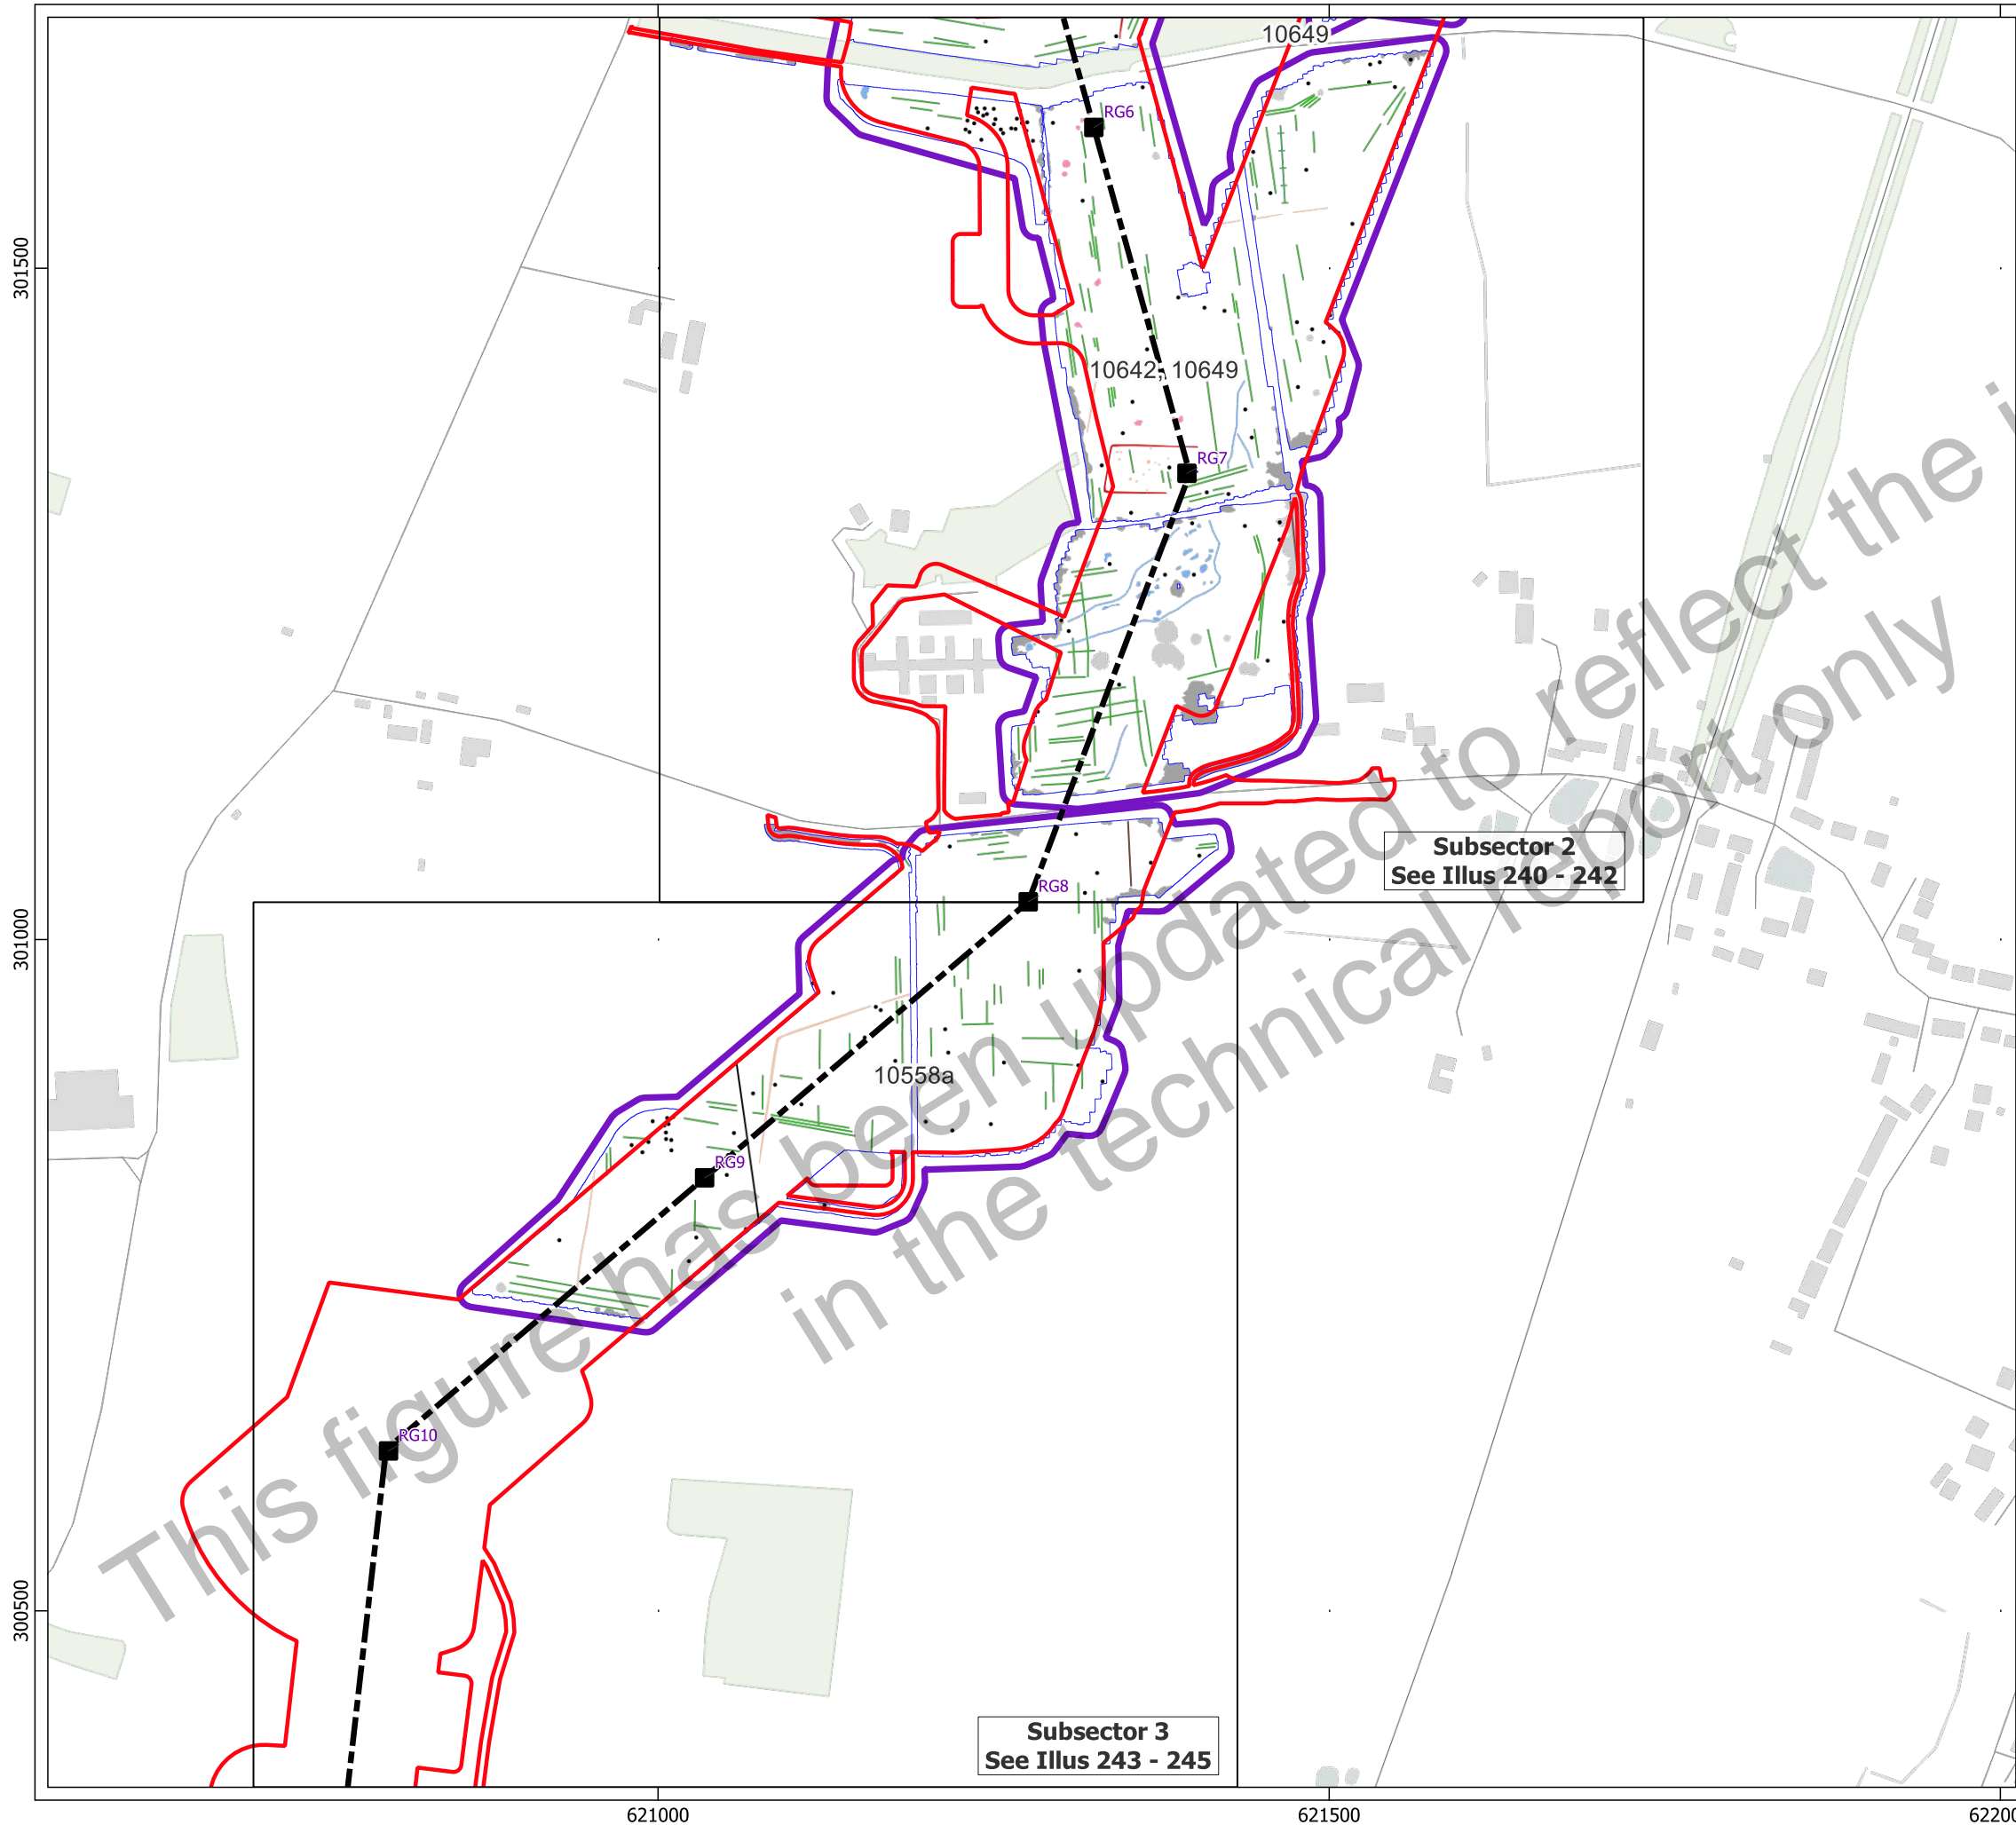 10649
RG6
301500
10642, 10649
RG7
Subsector 2
See Illus 240 - 242
RG8
301000
10558a
RG9
This figure has been updated to reflect the i
in the technical report only
RG10
300500
Subsector 3
See Illus 243 - 245
621000
621500